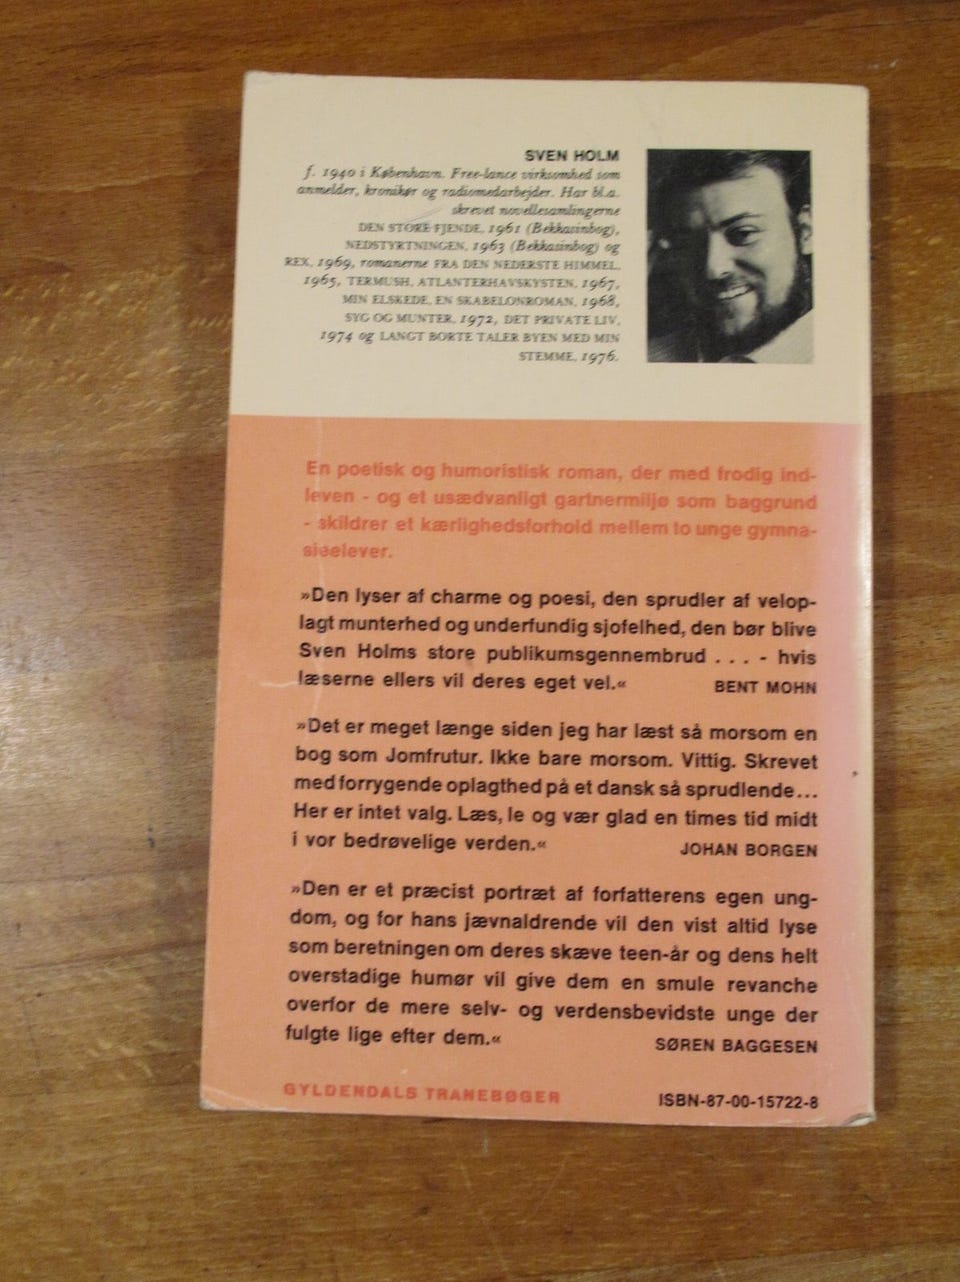 SVEN HOLM
f. 1940 i København. Free-lance virksomhed som
anmelder, kronikør og radiomedarbejder. Har bl.a.
skrevet novellesamlingerne
DEN STORE FJENDE, 1961 (Bekkasinbog),
NEDSTYRTNINGEN, 1963 (Bekkasinbog) og
REX, 1969, romanerne FRA DEN NEDERSTE HIMMEL,
1965, TERMUSH, ATLANTERHAVSKYSTEN, 1967,
MIN ELSKEDE, EN SKABELONROMAN, 1968,
SYG OG MUNTER, 1972, DET PRIVATE LIV,
1974 og LANGT BORTE TALER BYEN MED MIN
STEMME, 1976.
En poetisk og humoristisk roman, der med frodig ind-
leven - og et usædvanligt gartnermiljø som baggrund
- skildrer et kærlighedsforhold mellem to unge gymna-
sieelever.
»Den lyser af charme og poesi, den sprudler af velop-
lagt munterhed og underfundig sjofelhed, den bør blive
Sven Holms store publikumsgennembrud . . . - hvis
læserne ellers vil deres eget vel.« BENT MOHN
»Det er meget længe siden jeg har læst så morsom en
bog som Jomfrutur. Ikke bare morsom. Vittig. Skrevet
med forrygende oplagthed på et dansk så sprudlende...
Her er intet valg. Læs, le og vær glad en times tid midt
i vor bedrøvelige verden.« JOHAN BORGEN
»Den er et præcist portræt af forfatterens egen ung-
dom, og for hans jævnaldrende vil den vist altid lyse
som beretningen om deres skæve teen-år og dens helt
overstadige humør vil give dem en smule revanche
overfor de mere selv- og verdensbevidste unge der
fulgte lige efter dem.« SØREN BAGGESEN
GYLDENDALS TRANEBØGER ISBN-87-00-15722-8